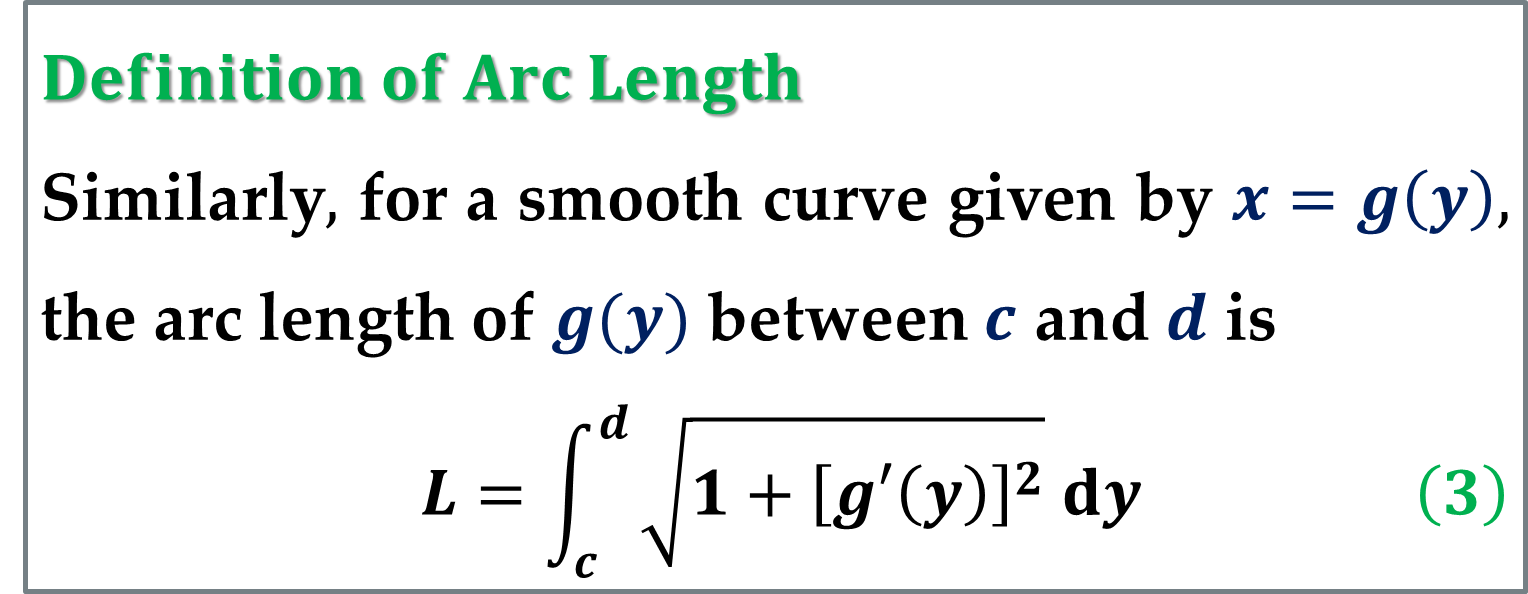 Definition of Arc Length
Similarly, for a smooth curve given by x = g(y),
the arc length of g(y) between c and d is
L = ∫_c^d √(1 + [g′(y)]²) dy (3)